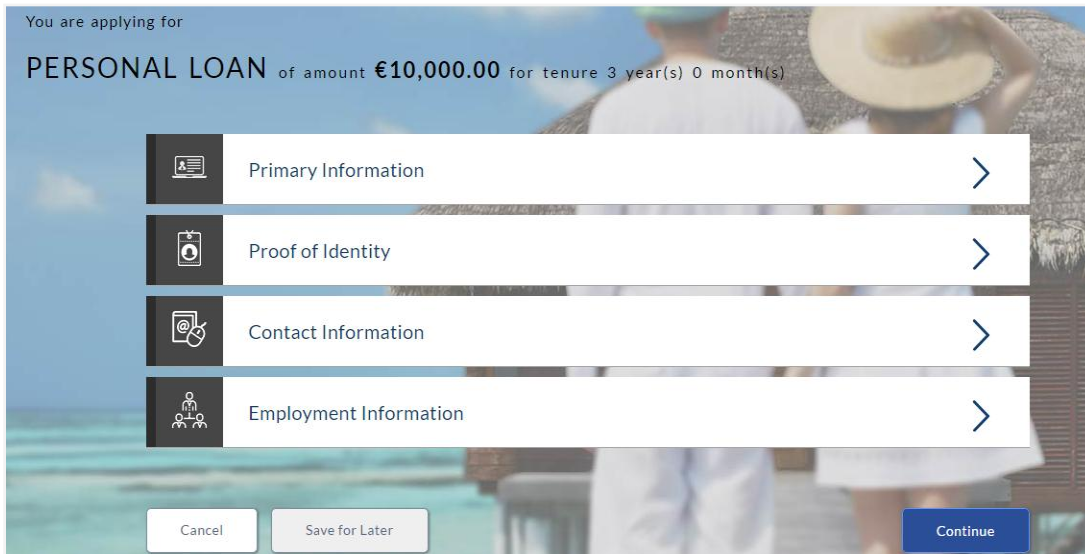 You are applying for
PERSONAL LOAN of amount €10,000.00 for tenure 3 year(s) 0 month(s)
Primary Information
Proof of Identity
Contact Information
Employment Information
Cancel Save for Later Continue